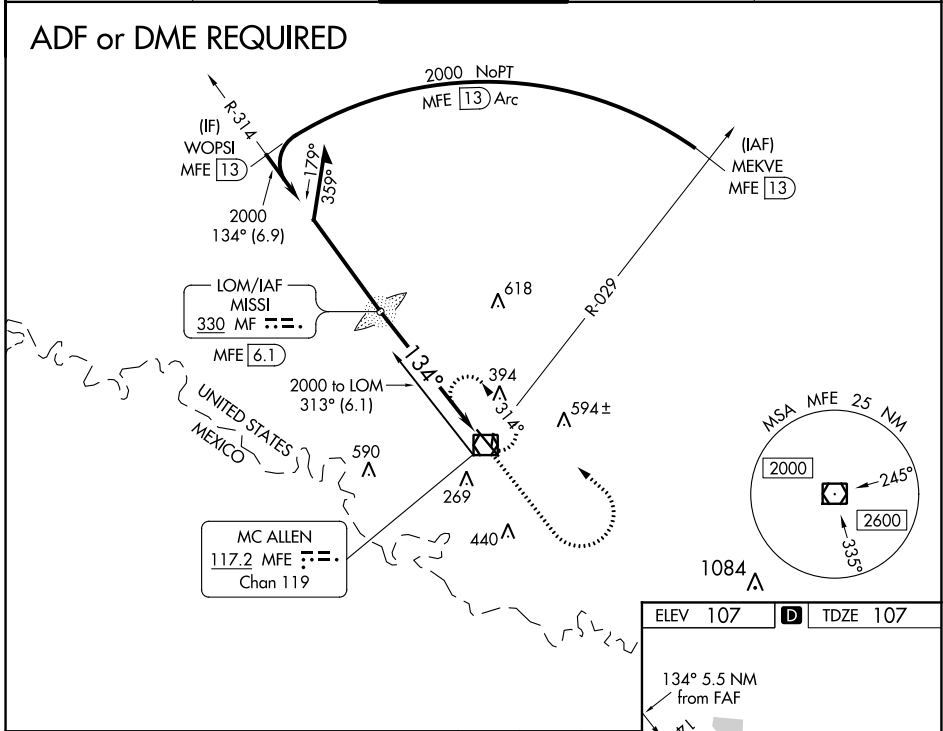 ADF or DME REQUIRED
2000 NoPT
MFE 13 Arc
R-314
(IF)
WOPSI
MFE 13
179°
359°
(IAF)
MEKVE
MFE 13
2000
134° (6.9)
R-029
LOM/IAF
MISSI
330 MF
MFE 6.1
618
134°
2000 to LOM
313° (6.1)
394
314°
594±
UNITED STATES
MEXICO
590
269
440
MC ALLEN
117.2 MFE
Chan 119
MSA MFE 25 NM
2000
245°
2600
335°
1084
ELEV 107 D TDZE 107
134° 5.5 NM
from FAF
14